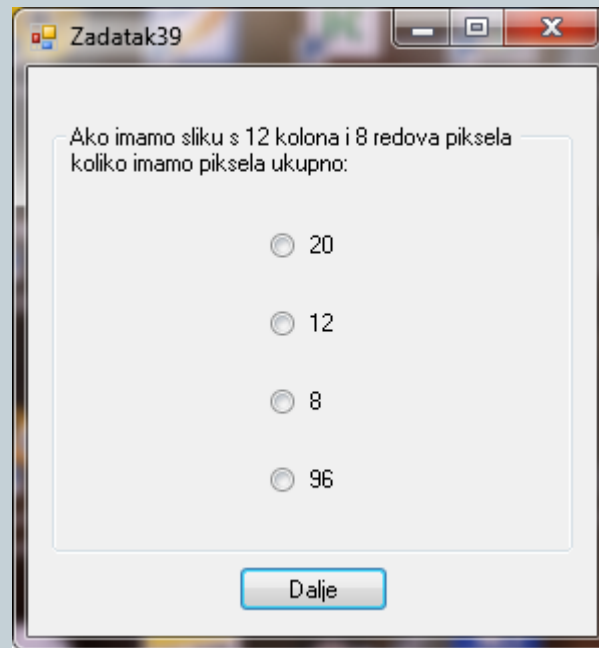 Zadatak39
Ako imamo sliku s 12 kolona i 8 redova piksela
koliko imamo piksela ukupno:
20
12
8
96
Dalje